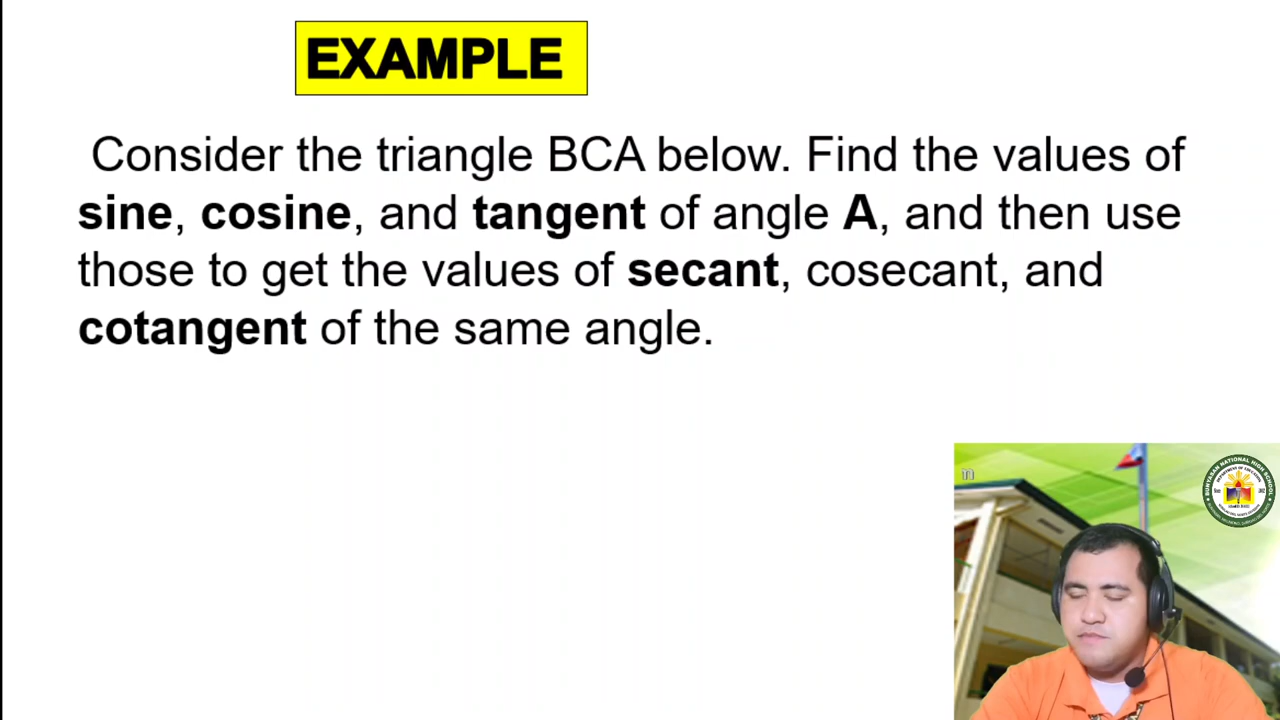 EXAMPLE
Consider the triangle BCA below. Find the values of
sine, cosine, and tangent of angle A, and then use
those to get the values of secant, cosecant, and
cotangent of the same angle.